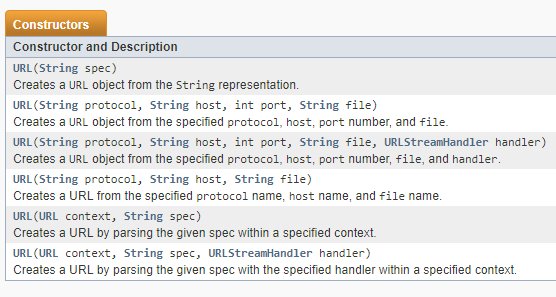 Constructors
Constructor and Description
URL(String spec)
Creates a URL object from the String representation.
URL(String protocol, String host, int port, String file)
Creates a URL object from the specified protocol, host, port number, and file.
URL(String protocol, String host, int port, String file, URLStreamHandler handler)
Creates a URL object from the specified protocol, host, port number, file, and handler.
URL(String protocol, String host, String file)
Creates a URL from the specified protocol name, host name, and file name.
URL(URL context, String spec)
Creates a URL by parsing the given spec within a specified context.
URL(URL context, String spec, URLStreamHandler handler)
Creates a URL by parsing the given spec with the specified handler within a specified context.